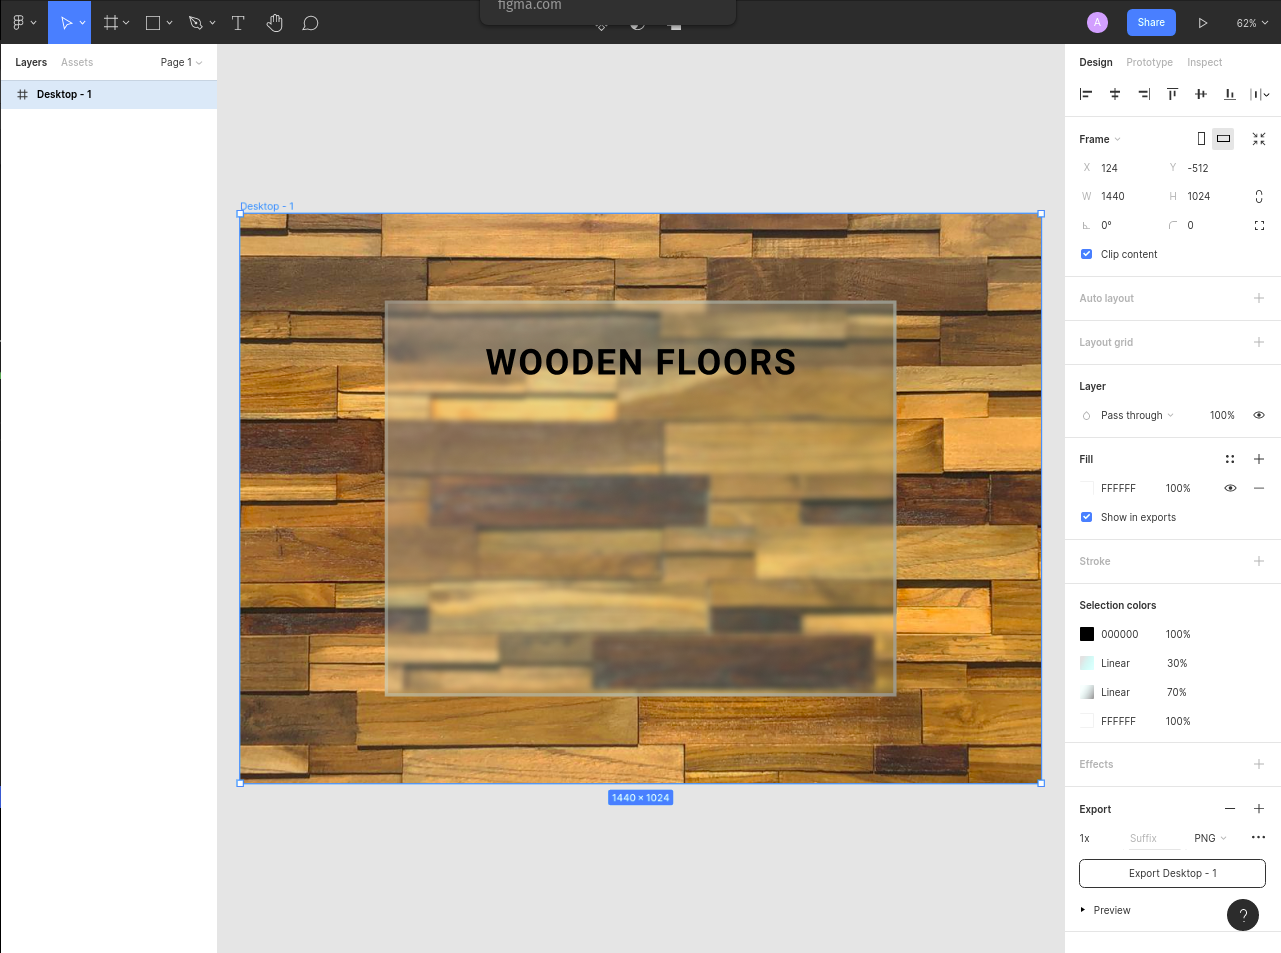 figma.com
A
Share
62%
Layers
Assets
Page 1
Desktop - 1
Desktop - 1
WOODEN FLOORS
1440 × 1024
Design
Prototype
Inspect
Frame
X 124 Y -512
W 1440 H 1024
0° 0
Clip content
Auto layout
Layout grid
Layer
Pass through 100%
Fill
FFFFFF 100%
Show in exports
Stroke
Selection colors
000000 100%
Linear 30%
Linear 70%
FFFFFF 100%
Effects
Export
1x Suffix PNG
Export Desktop - 1
Preview
?